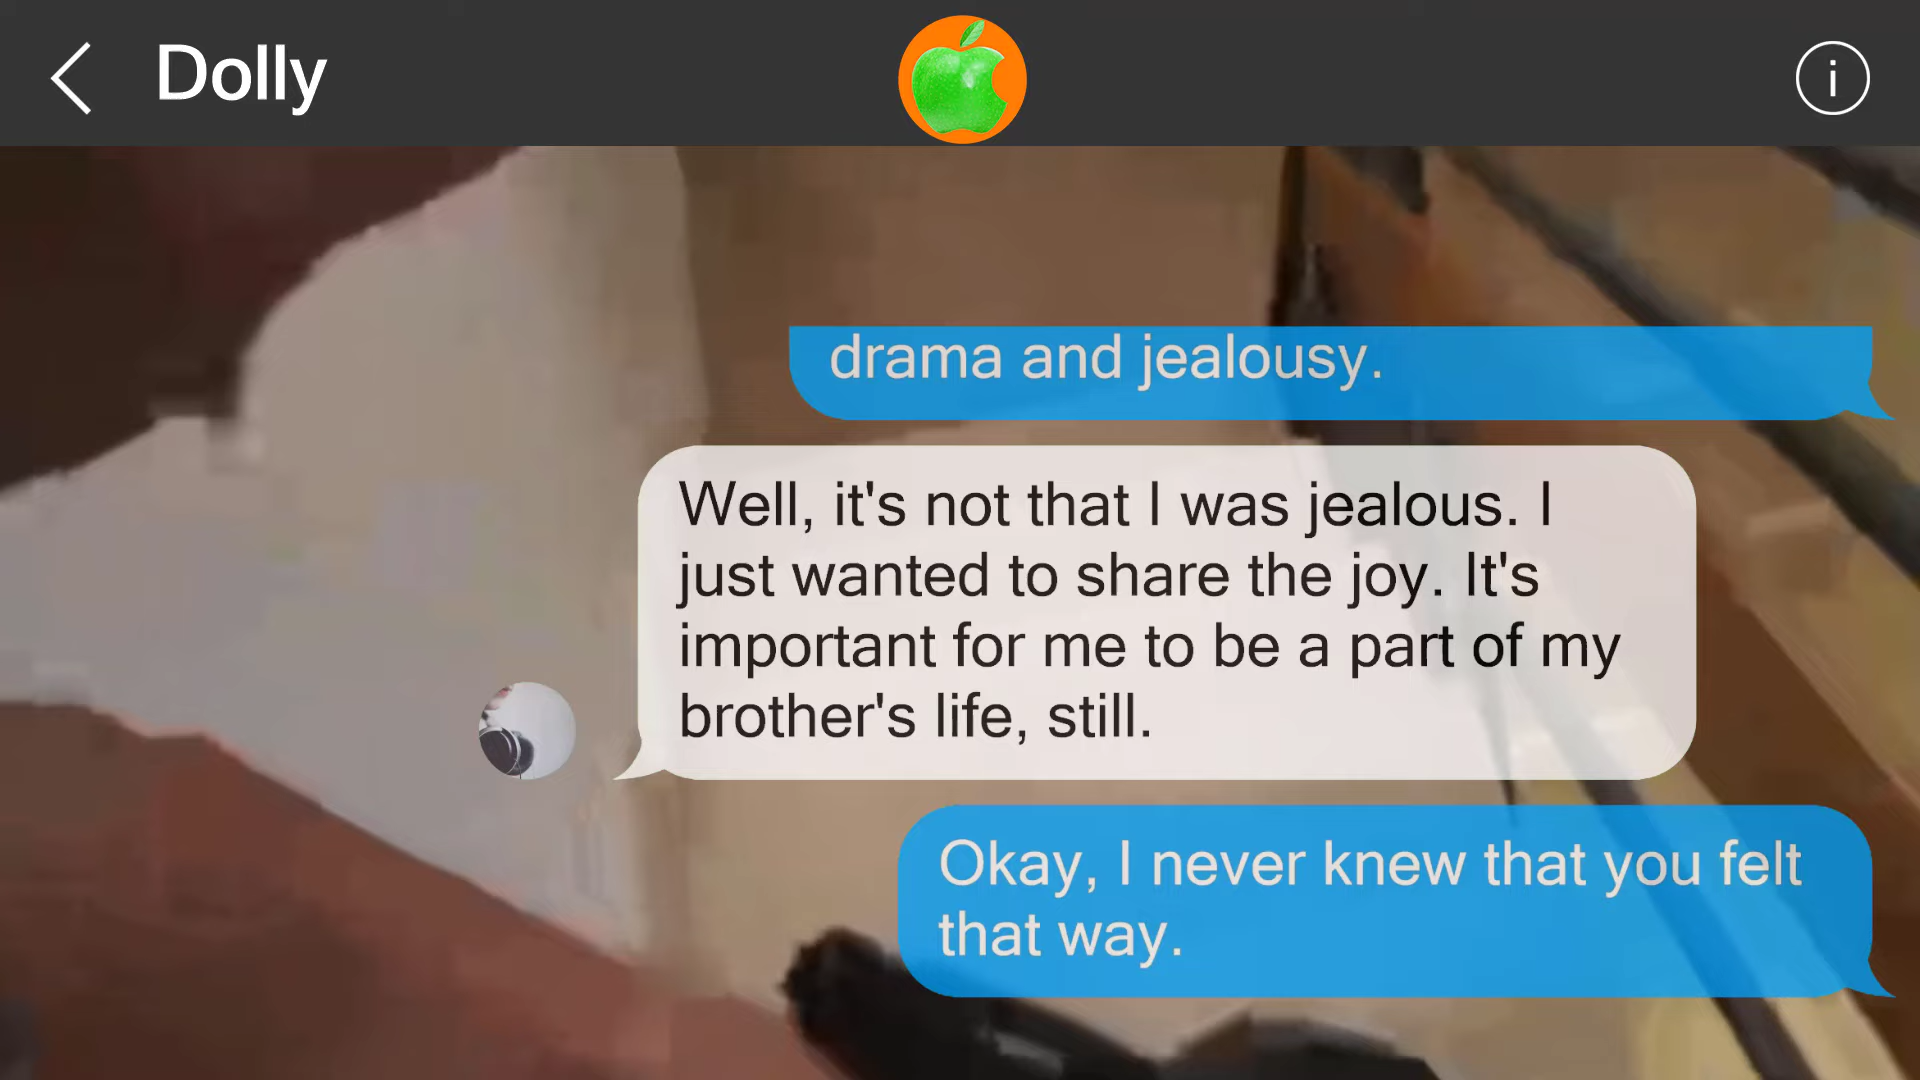 Dolly
i
drama and jealousy.
Well, it's not that I was jealous. I
just wanted to share the joy. It's
important for me to be a part of my
brother's life, still.
Okay, I never knew that you felt
that way.